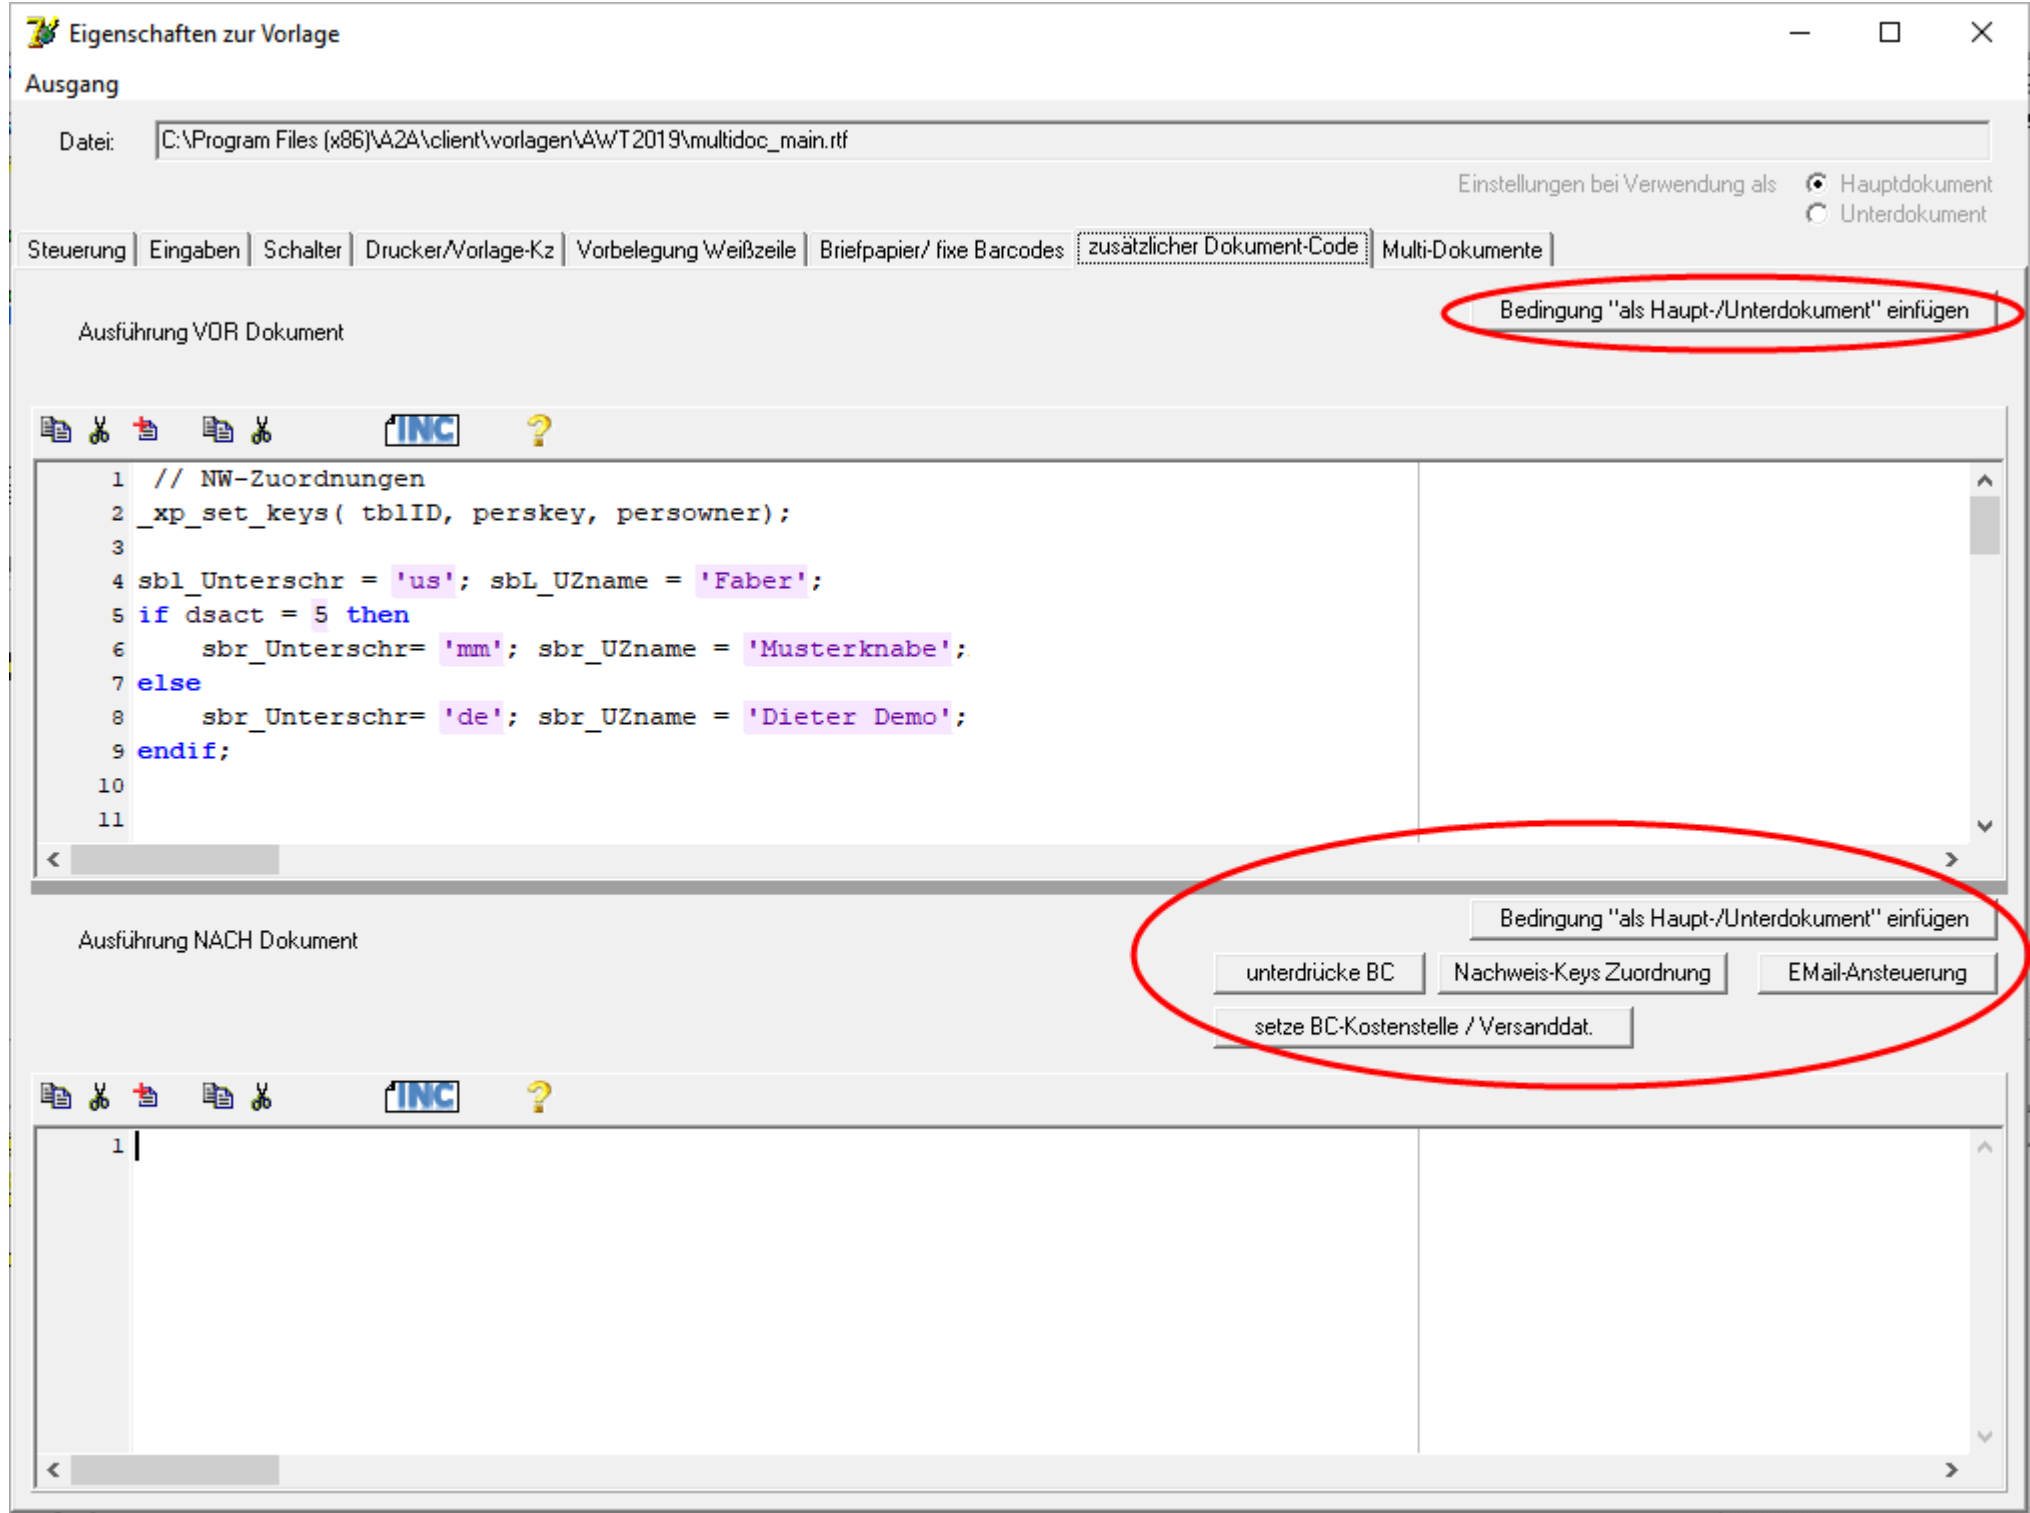 Eigenschaften zur Vorlage
Ausgang
Datei: C:\Program Files (x86)\A2A\client\vorlagen\AWT2019\multidoc_main.rtf
Einstellungen bei Verwendung als Hauptdokument
Unterdokument
Steuerung Eingaben Schalter Drucker/Vorlage-Kz Vorbelegung Weißzeile Briefpapier/ fixe Barcodes zusätzlicher Dokument-Code Multi-Dokumente
Bedingung "als Haupt-/Unterdokument" einfügen
Ausführung VOR Dokument
INC ?
1 // NW-Zuordnungen
2 _xp_set_keys( tblID, perskey, persowner);
3
4 sbl_Unterschr = 'us'; sbL_UZname = 'Faber';
5 if dsact = 5 then
6 sbr_Unterschr= 'mm'; sbr_UZname = 'Musterknabe';
7 else
8 sbr_Unterschr= 'de'; sbr_UZname = 'Dieter Demo';
9 endif;
10
11
Bedingung "als Haupt-/Unterdokument" einfügen
Ausführung NACH Dokument
unterdrücke BC Nachweis-Keys Zuordnung EMail-Ansteuerung
setze BC-Kostenstelle / Versanddat.
INC ?
1